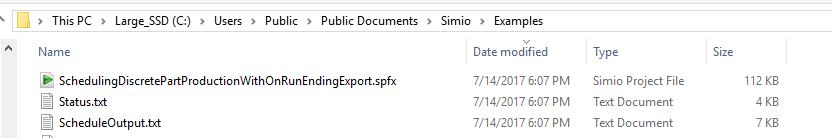 This PC > Large_SSD (C:) > Users > Public > Public Documents > Simio > Examples
Name Date modified Type Size
SchedulingDiscretePartProductionWithOnRunEndingExport.spfx 7/14/2017 6:07 PM Simio Project File 112 KB
Status.txt 7/14/2017 6:07 PM Text Document 4 KB
ScheduleOutput.txt 7/14/2017 6:07 PM Text Document 7 KB